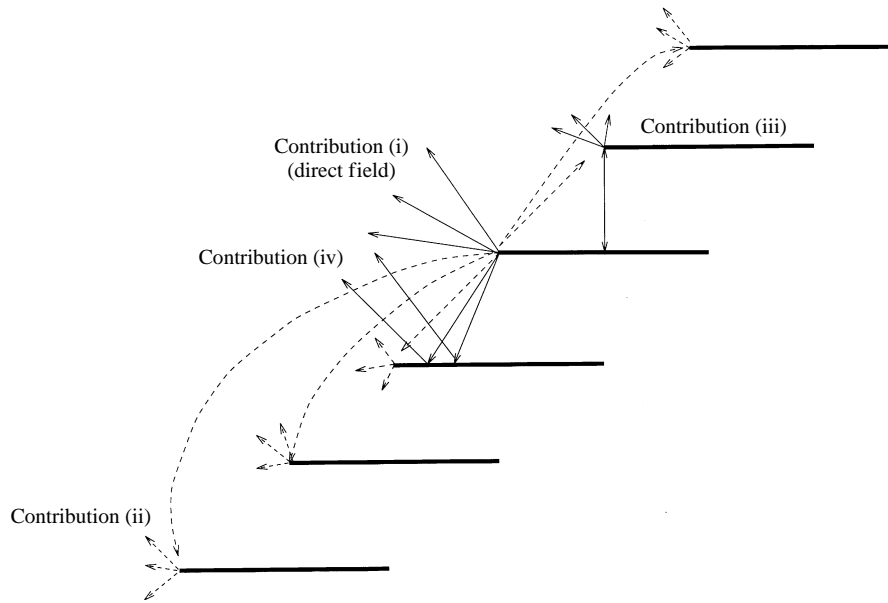 Contribution (iii)
Contribution (i)
(direct field)
Contribution (iv)
Contribution (ii)